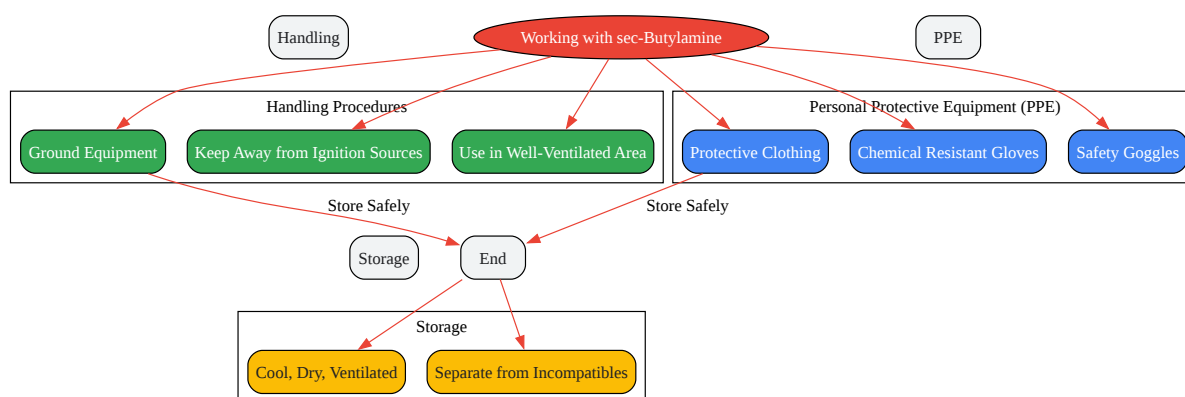 Handling
Working with sec-Butylamine
PPE
Handling Procedures
Personal Protective Equipment (PPE)
Ground Equipment
Keep Away from Ignition Sources
Use in Well-Ventilated Area
Protective Clothing
Chemical Resistant Gloves
Safety Goggles
Store Safely
Store Safely
Storage
End
Storage
Cool, Dry, Ventilated
Separate from Incompatibles